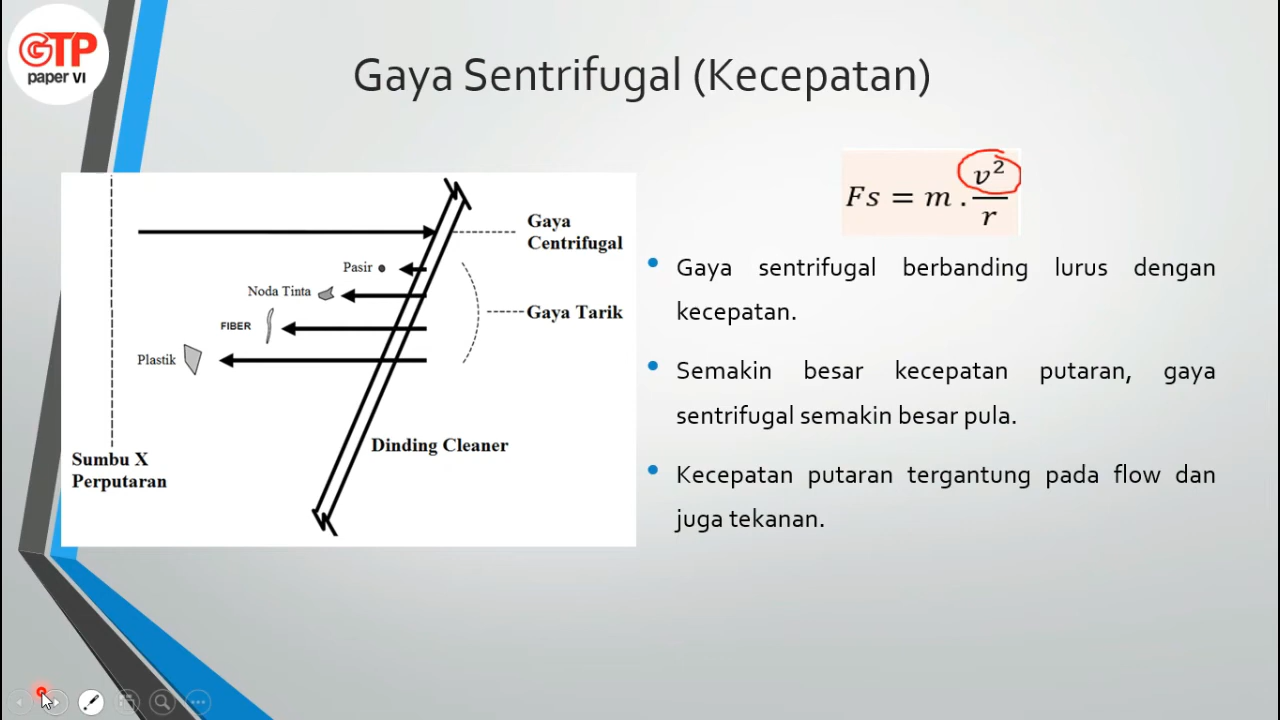 GTP
paper VI
Gaya Sentrifugal (Kecepatan)
Gaya
Centrifugal
Pasir
Noda Tinta
Gaya Tarik
FIBER
Plastik
Dinding Cleaner
Sumbu X
Perputaran
Fs = m . v²/r
• Gaya sentrifugal berbanding lurus dengan
kecepatan.
• Semakin besar kecepatan putaran, gaya
sentrifugal semakin besar pula.
• Kecepatan putaran tergantung pada flow dan
juga tekanan.